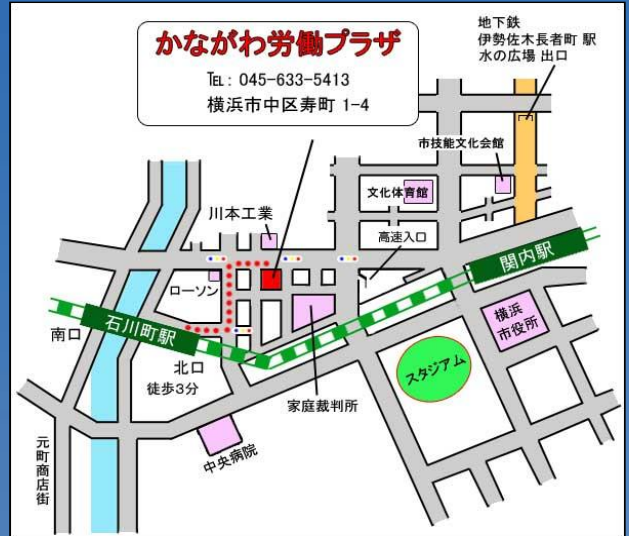 かながわ労働プラザ
℡: 045-633-5413
横浜市中区寿町 1-4
地下鉄
伊勢佐木長者町 駅
水の広場 出口
市技能文化会館
文化体育館
川本工業
高速入口
関内駅
ローソン
横浜
市役所
石川町駅
南口
北口
徒歩3分
スタジアム
家庭裁判所
中央病院
元町商店街